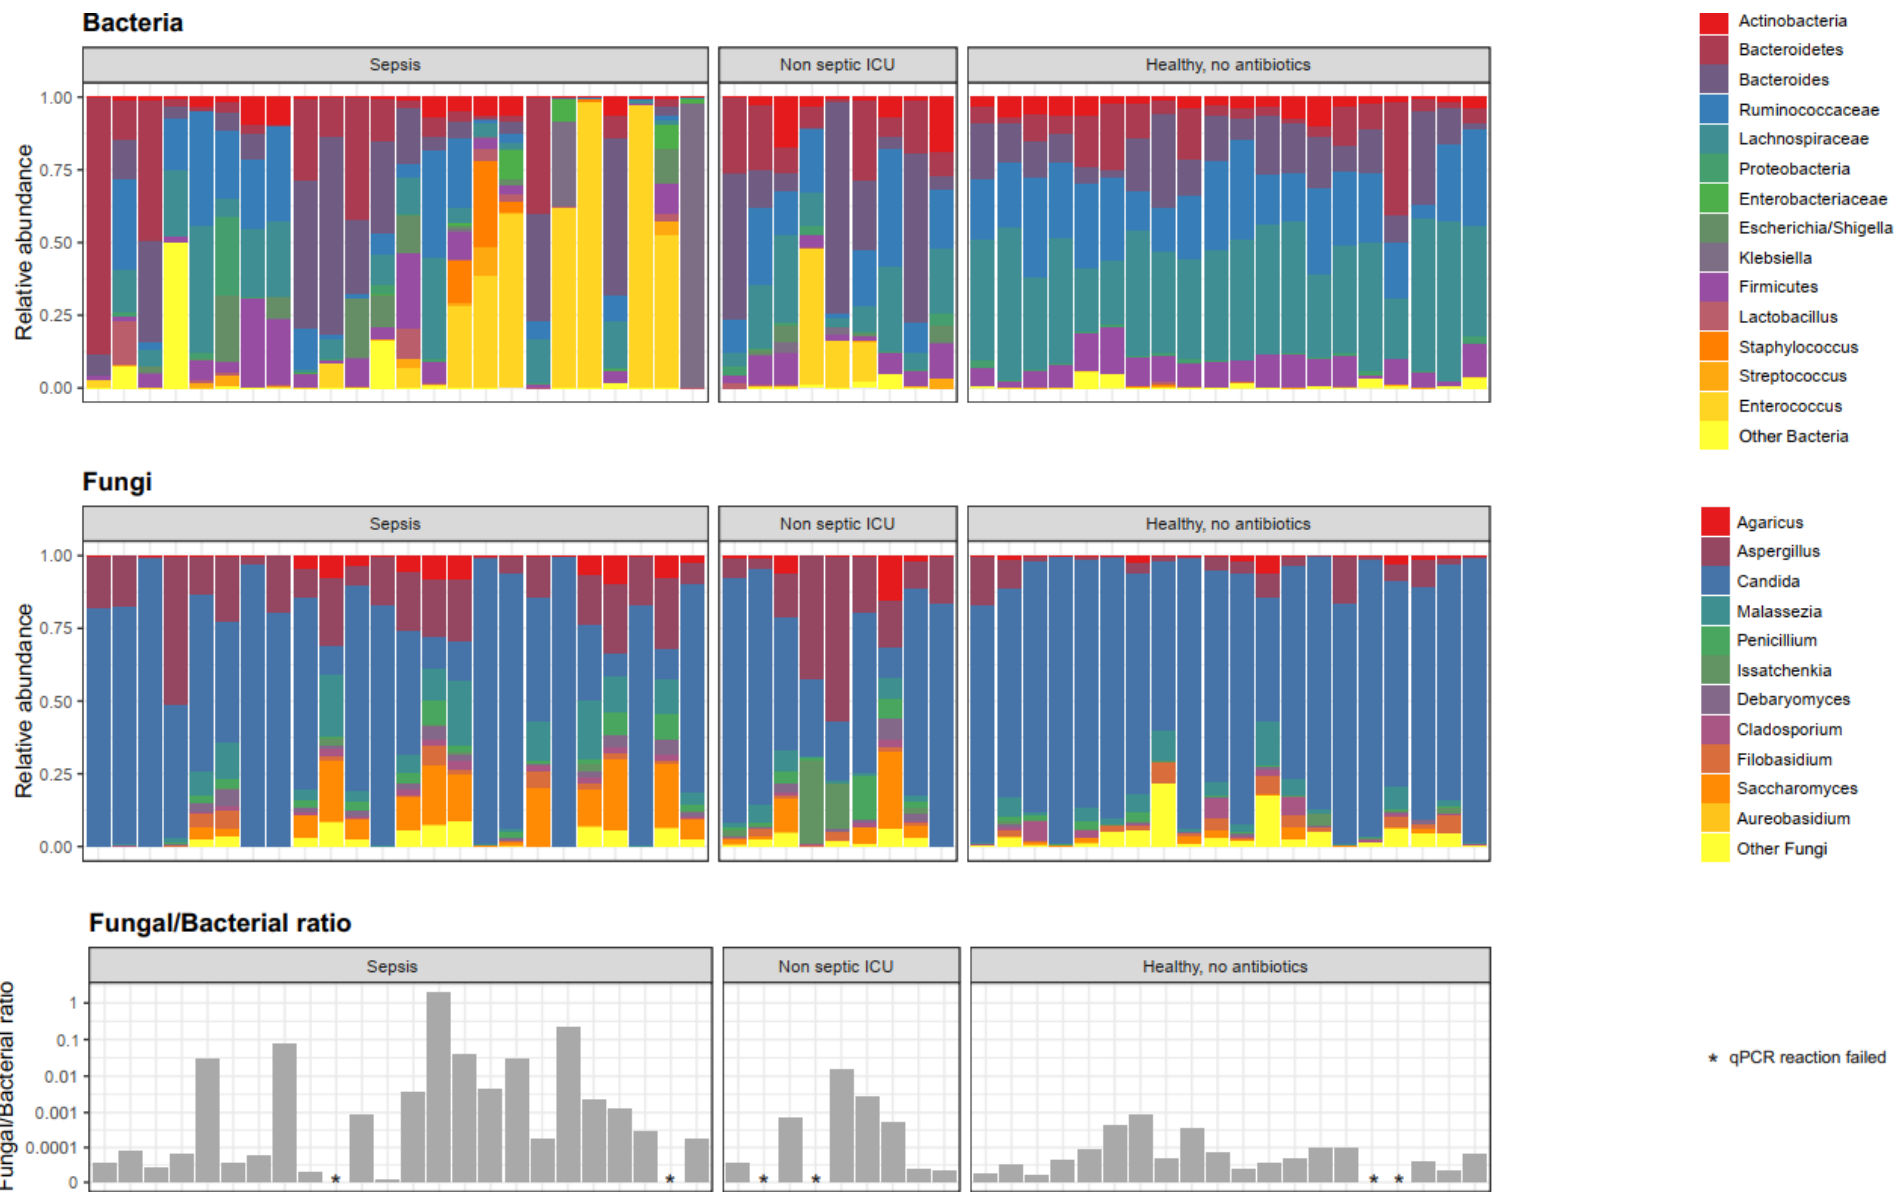 Bacteria
Sepsis
Non septic ICU
Healthy, no antibiotics
1.00
0.75
0.50
0.25
0.00
Relative abundance
Actinobacteria
Bacteroidetes
Bacteroides
Ruminococcaceae
Lachnospiraceae
Proteobacteria
Enterobacteriaceae
Escherichia/Shigella
Klebsiella
Firmicutes
Lactobacillus
Staphylococcus
Streptococcus
Enterococcus
Other Bacteria
Fungi
Sepsis
Non septic ICU
Healthy, no antibiotics
1.00
0.75
0.50
0.25
0.00
Relative abundance
Agaricus
Aspergillus
Candida
Malassezia
Penicillium
Issatchenkia
Debaryomyces
Cladosporium
Filobasidium
Saccharomyces
Aureobasidium
Other Fungi
Fungal/Bacterial ratio
Sepsis
Non septic ICU
Healthy, no antibiotics
1
0.1
0.01
0.001
0.0001
0
Fungal/Bacterial ratio
* * * * * *
* qPCR reaction failed